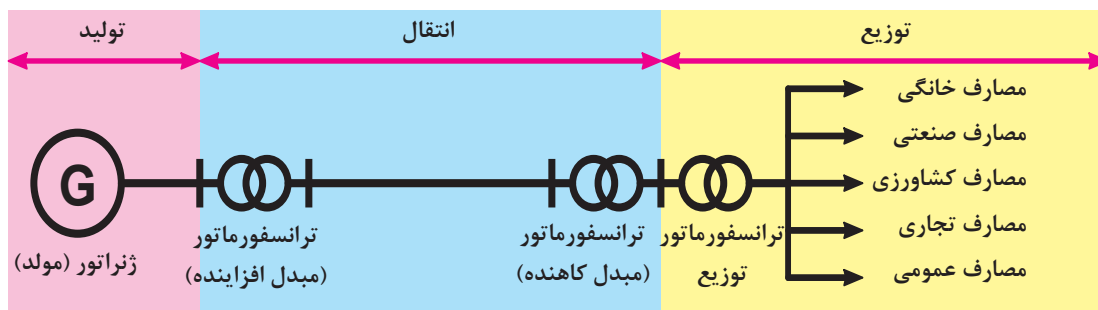 توزیع
انتقال
تولید
مصارف خانگی
مصارف صنعتی
مصارف کشاورزی
مصارف تجاری
مصارف عمومی
ترانسفورماتور
توزیع
ترانسفورماتور
(مبدل کاهنده)
ترانسفورماتور
(مبدل افزاینده)
G
ژنراتور (مولد)